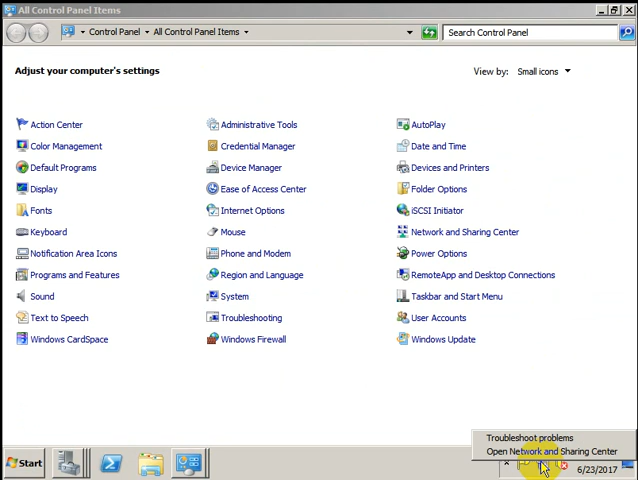 All Control Panel Items
Control Panel All Control Panel Items Search Control Panel
Adjust your computer's settings View by: Small icons
Action Center Administrative Tools AutoPlay
Color Management Credential Manager Date and Time
Default Programs Device Manager Devices and Printers
Display Ease of Access Center Folder Options
Fonts Internet Options iSCSI Initiator
Keyboard Mouse Network and Sharing Center
Notification Area Icons Phone and Modem Power Options
Programs and Features Region and Language RemoteApp and Desktop Connections
Sound System Taskbar and Start Menu
Text to Speech Troubleshooting User Accounts
Windows CardSpace Windows Firewall Windows Update
Troubleshoot problems
Open Network and Sharing Center
Start 6/23/2017